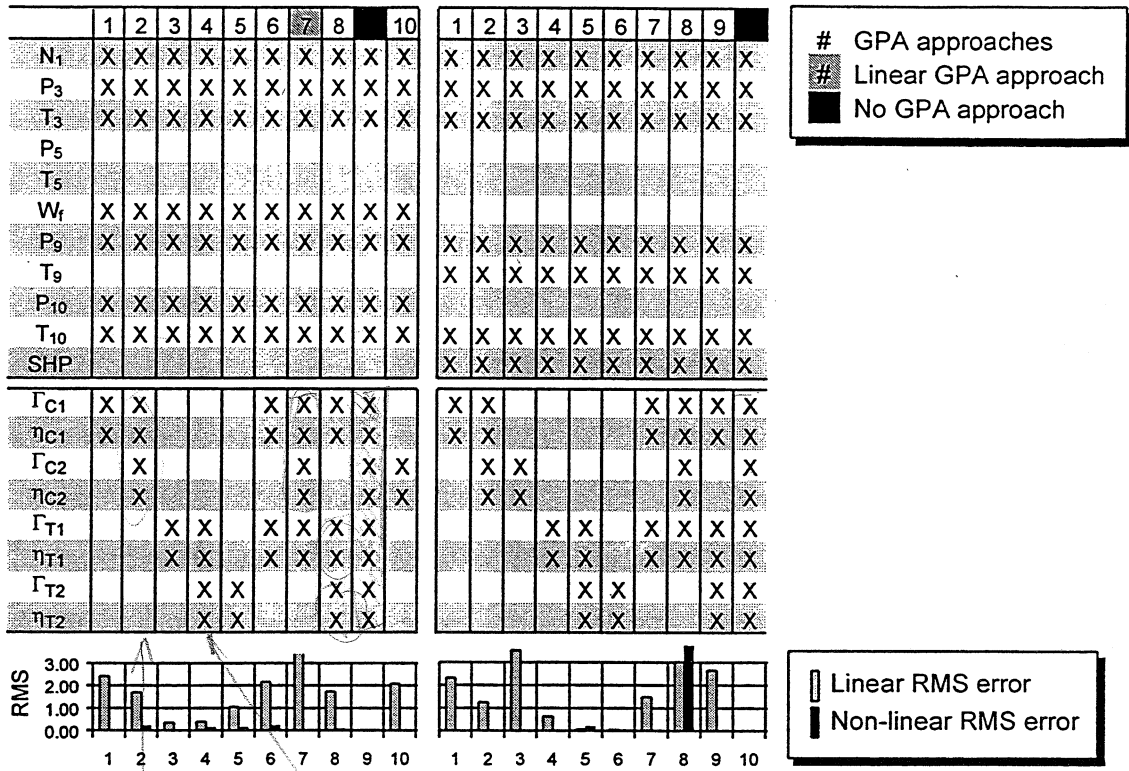 1 2 3 4 5 6 7 8 10 1 2 3 4 5 6 7 8 9
N1 X X X X X X X X X X X X X X X X X X X X
P3 X X X X X X X X X X X X X X X X X X X X
T3 X X X X X X X X X X X X X X X X X X X X
P5
T5
Wf X X X X X X X X X X
P9 X X X X X X X X X X X X X X X X X X X X
T9 X X X X X X X X X X
P10 X X X X X X X X X X
T10 X X X X X X X X X X X X X X X X X X X X
SHP X X X X X X X X X X
ΓC1 X X X X X X X X X X X X
ηC1 X X X X X X X X X X X X
ΓC2 X X X X X X X X
ηC2 X X X X X X X X
ΓT1 X X X X X X X X X X X X
ηT1 X X X X X X X X X X X X
ΓT2 X X X X X X X X
ηT2 X X X X X X X X
# GPA approaches
# Linear GPA approach
No GPA approach
RMS
3.00
2.00
1.00
0.00
1 2 3 4 5 6 7 8 9 10 1 2 3 4 5 6 7 8 9 10
Linear RMS error
Non-linear RMS error